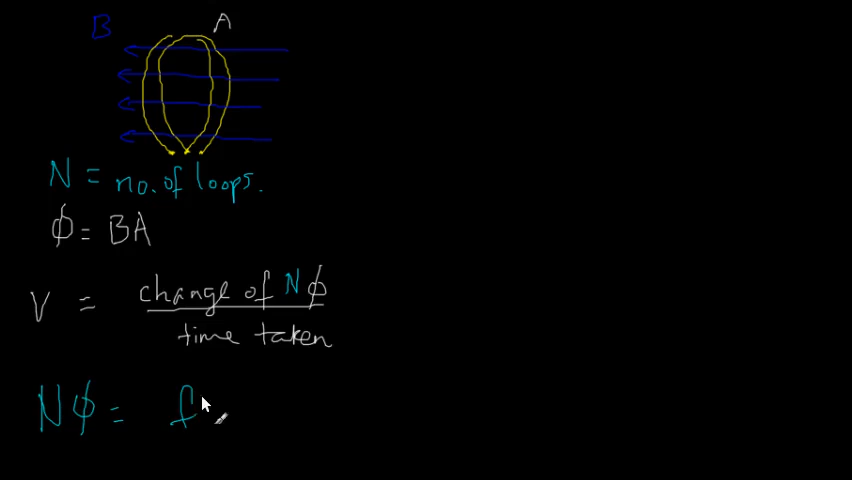 B A
N = no. of loops.
ϕ = BA
V = change of Nϕ
time taken
Nϕ = f